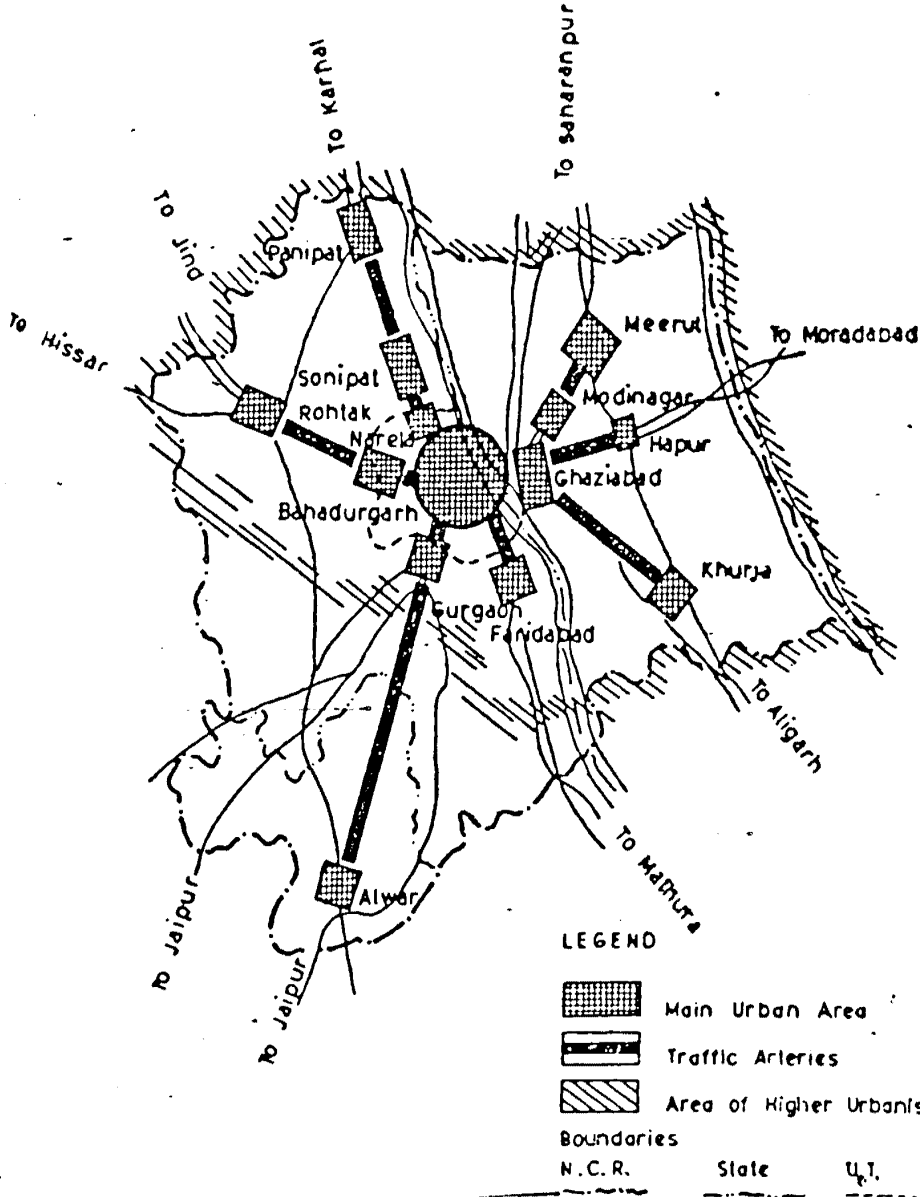 To Karnal
To Saharanpur
To Jind
Panipat
To Hissar
Meerut
To Moradabad
Sonipat
Modinagar
Rohtak
Narela
Hapur
Ghaziabad
Bahadurgarh
Khurja
Gurgaon
Faridabad
To Aligarh
To Mathura
Alwar
To Jaipur
To Jaipur
LEGEND
Main Urban Area
Traffic Arteries
Area of Higher Urbanis
Boundaries
N.C.R. State U.T.